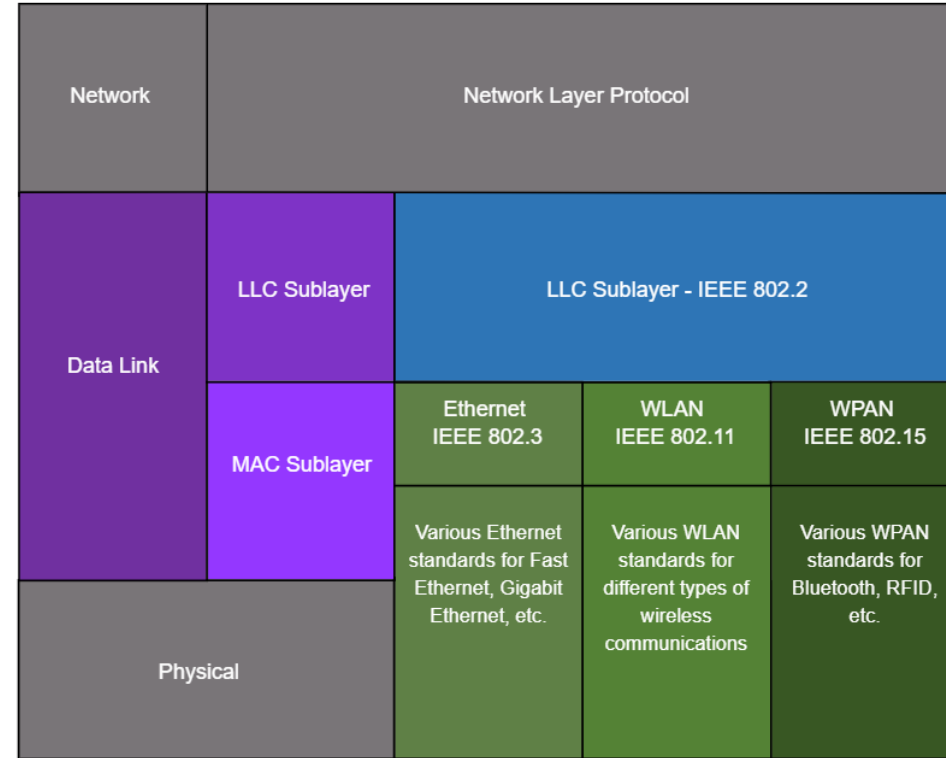 Network
Network Layer Protocol
Data Link
LLC Sublayer
LLC Sublayer - IEEE 802.2
MAC Sublayer
Ethernet
IEEE 802.3
WLAN
IEEE 802.11
WPAN
IEEE 802.15
Various Ethernet
standards for Fast
Ethernet, Gigabit
Ethernet, etc.
Various WLAN
standards for
different types of
wireless
communications
Various WPAN
standards for
Bluetooth, RFID,
etc.
Physical